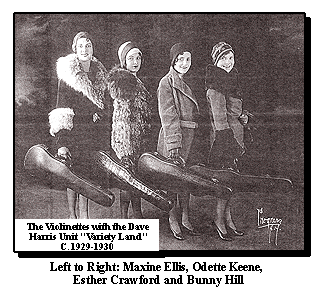 The Violinettes with the Dave
Harris Unit "Variety Land"
C.1929-1930
Left to Right: Maxine Ellis, Odette Keene,
Esther Crawford and Bunny Hill